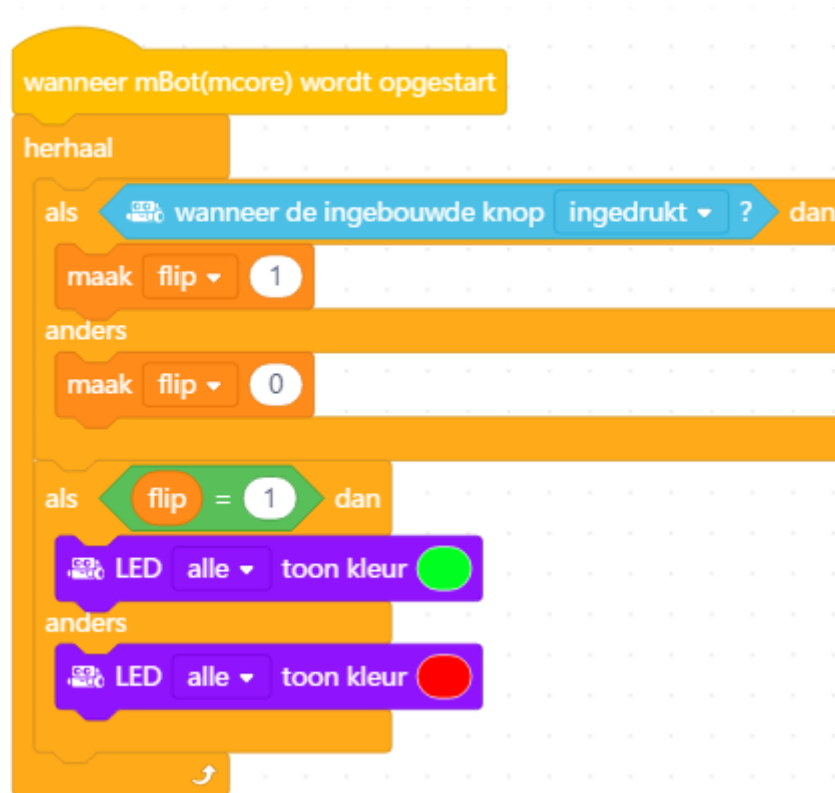 wanneer mBot(mcore) wordt opgestart
herhaal
als wanneer de ingebouwde knop ingedrukt ? dan
maak flip 1
anders
maak flip 0
als flip = 1 dan
LED alle toon kleur
anders
LED alle toon kleur